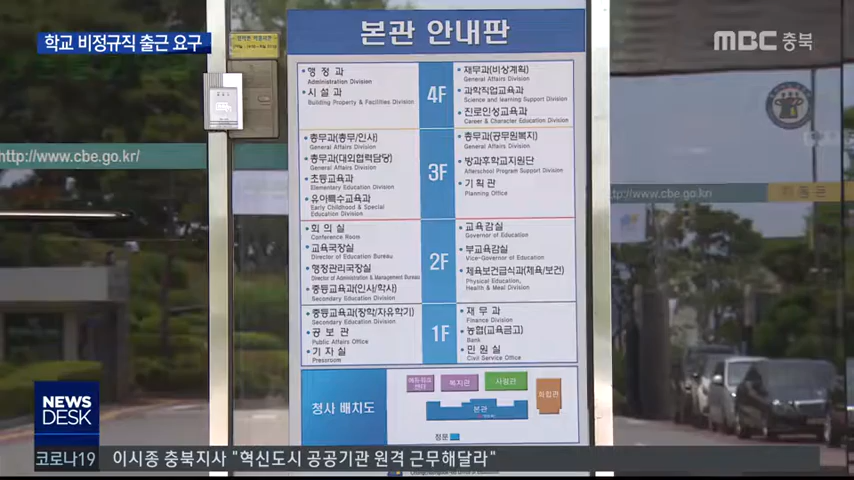 학교 비정규직 출근 요구
MBC 충북
본관 안내판
행 정 과
Administration Division
시 설 과
Building Property & Facilities Division
4F
재무과(비상계획)
General Affairs Division
과학직업교육과
Science and learning Support Division
진로인성교육과
Career & Character Education Division
총무과(총무/인사)
General Affairs Division
총무과(대외협력담당)
General Affairs Division
초등교육과
Elementary Education Division
유아특수교육과
Early Childhood & Special
Education Division
3F
총무과(공무원복지)
General Affairs Division
방과후학교지원단
Afterschool Program Support Division
기 획 관
Planning Office
회 의 실
Conference Room
교육국장실
Director of Education Bureau
행정관리국장실
Director of Administration & Management Bureau
중등교육과(인사/학사)
Secondary Education Division
2F
교육감실
Governor of Education
부교육감실
Vice-Governor of Education
체육보건급식과(체육/보건)
Physical Education,
Health & Meal Division
중등교육과(장학/자유학기)
Secondary Education Division
공 보 관
Public Affairs Office
기 자 실
Pressroom
1F
재 무 과
Finance Division
농협(교육금고)
Bank
민 원 실
Civil Service Office
http://www.cbe.go.kr/
http://www.cbe.go.kr/
청사 배치도
센터
복지관
사임관
화합관
본관
정문
NEWS
DESK
코로나19 이시종 충북지사 "혁신도시 공공기관 원격 근무해달라"